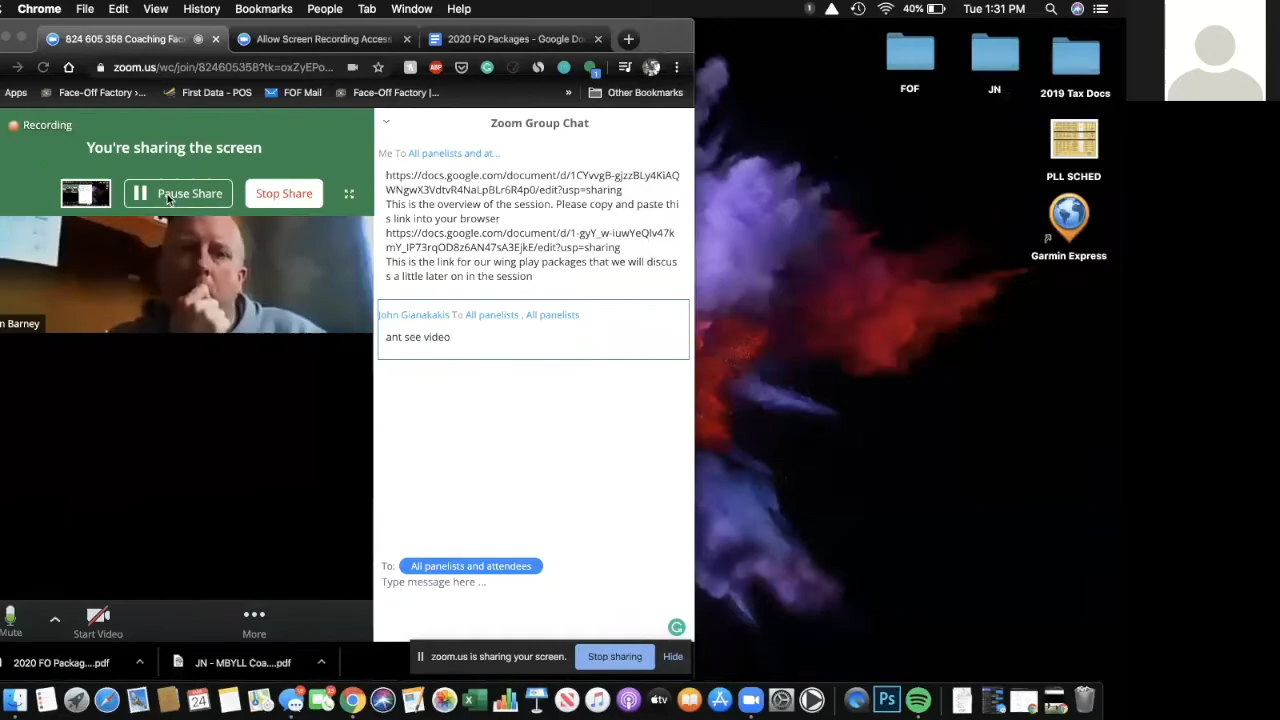 Chrome File Edit View History Bookmarks People Tab Window Help 1 40% Tue 1:31 PM
824 605 358 Coaching Fac Allow Screen Recording Access 2020 FO Packages - Google Do
zoom.us/wc/join/824605358?tk=oxZyEPo...
ABP 1
Apps Face-Off Factory ›... First Data - POS FOF Mail Face-Off Factory |... » Other Bookmarks
Recording
You're sharing the screen
Pause Share Stop Share
n Barney
Mute
Start Video
More
Zoom Group Chat
Me To All panelists and at...
https://docs.google.com/document/d/1CYvvgB-gjzzBLy4KiAQ
WNgwX3VdtvR4NaLpBLr6R4p0/edit?usp=sharing
This is the overview of the session. Please copy and paste thi
s link into your browser
https://docs.google.com/document/d/1-gyY_w-iuwYeQlv47k
mY_IP73rqOD8z6AN47sA3EjkE/edit?usp=sharing
This is the link for our wing play packages that we will discus
s a little later on in the session
John Gianakakis To All panelists , All panelists
ant see video
To: All panelists and attendees
Type message here ...
zoom.us is sharing your screen. Stop sharing Hide
2020 FO Packag....pdf JN - MBYLL Coa....pdf
FOF
JN
2019 Tax Docs
PLL SCHED
Garmin Express
24
tv
Ps